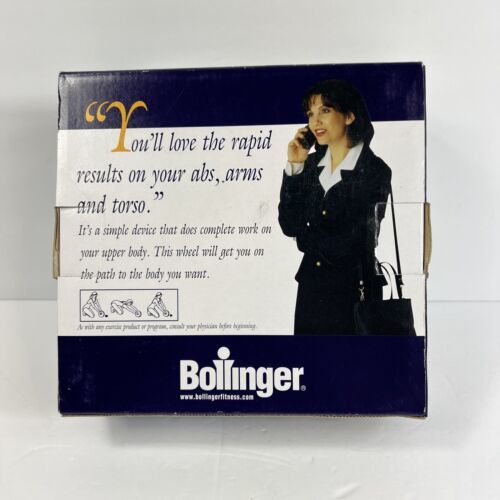 “You'll love the rapid
results on your abs, arms
and torso.”
It's a simple device that does complete work on
your upper body. This wheel will get you on
the path to the body you want.
As with any exercise product or program, consult your physician before beginning.
Bollinger®
www.bollingerfitness.com